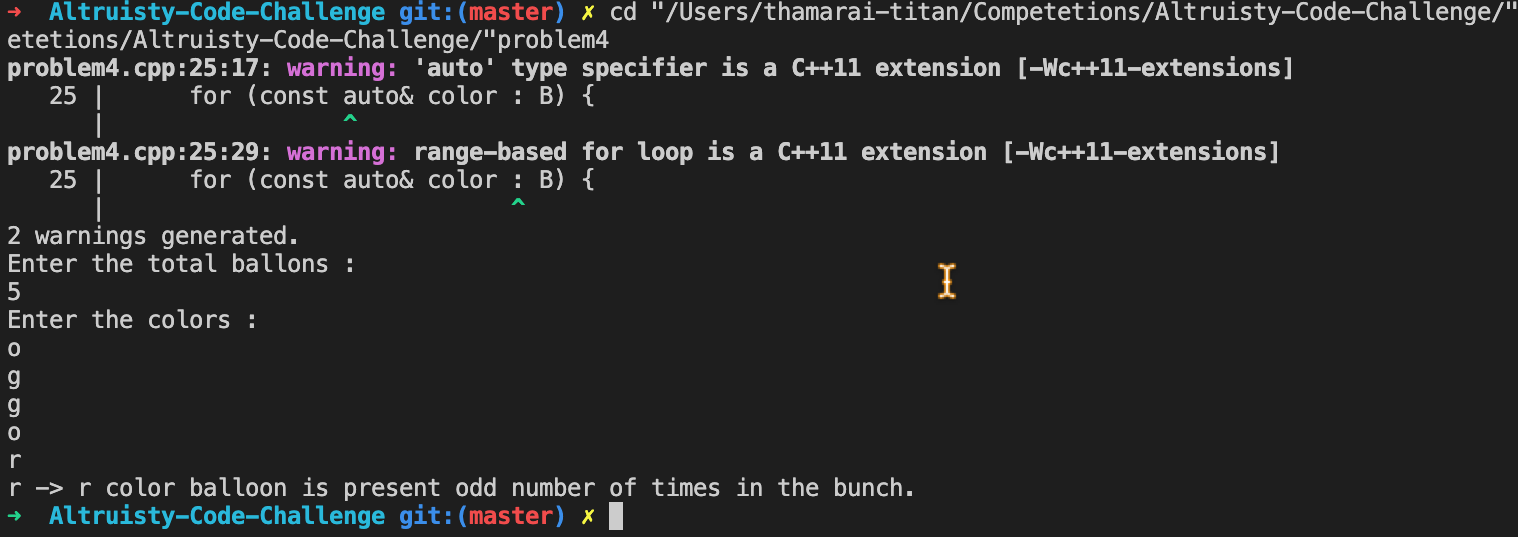 ➜  Altruisty-Code-Challenge git:(master) ✗ cd "/Users/thamarai-titan/Competetions/Altruisty-Code-Challenge/"
etetions/Altruisty-Code-Challenge/"problem4
problem4.cpp:25:17: warning: 'auto' type specifier is a C++11 extension [-Wc++11-extensions]
   25 |      for (const auto& color : B) {
      |                 ^
problem4.cpp:25:29: warning: range-based for loop is a C++11 extension [-Wc++11-extensions]
   25 |      for (const auto& color : B) {
      |                             ^
2 warnings generated.
Enter the total ballons :
5
Enter the colors :
o
g
g
o
r
r -> r color balloon is present odd number of times in the bunch.
➜  Altruisty-Code-Challenge git:(master) ✗